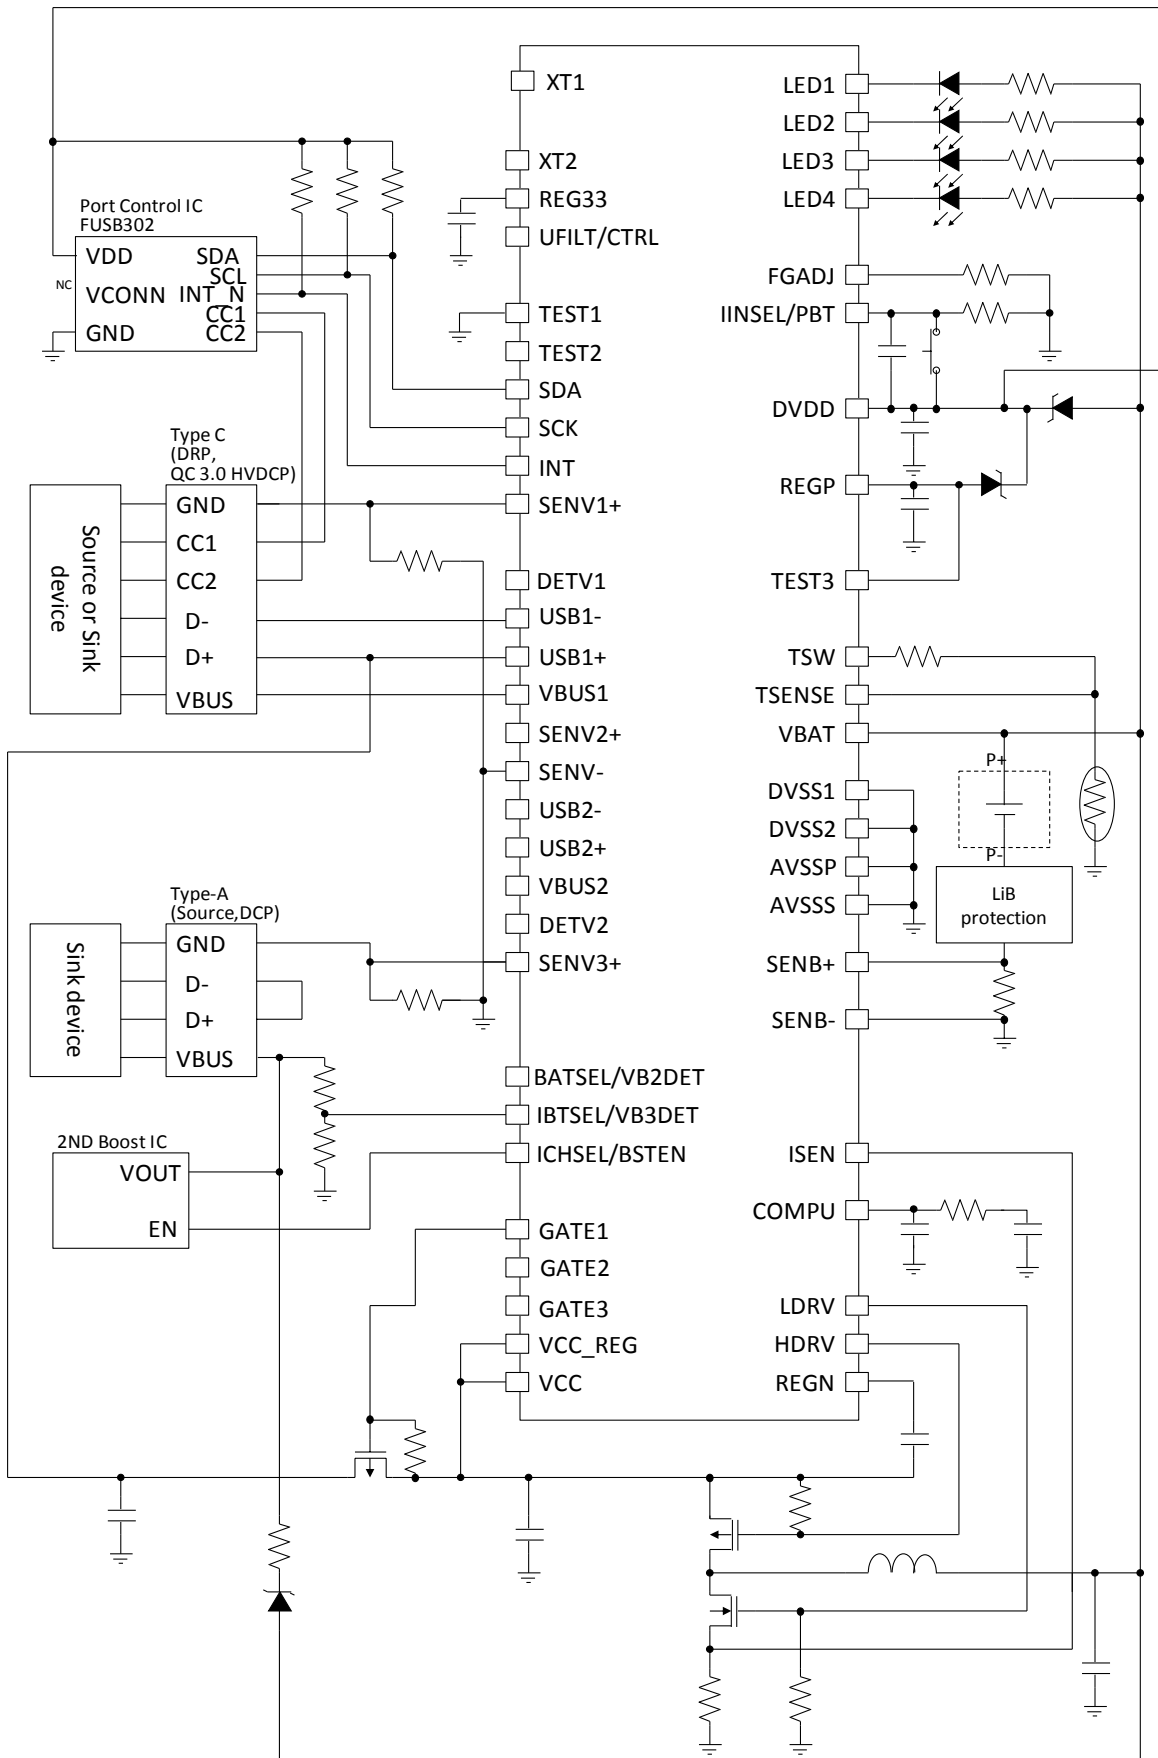 Port Control IC
FUSB302
VDD
SDA
SCL
NC
VCONN
INT_N
CC1
GND
CC2
Type C
(DRP,
QC 3.0 HVDCP)
Source or Sink
device
GND
CC1
CC2
D-
D+
VBUS
Type-A
(Source,DCP)
Sink device
GND
D-
D+
VBUS
2ND Boost IC
VOUT
EN
XT1
XT2
REG33
UFILT/CTRL
TEST1
TEST2
SDA
SCK
INT
SENV1+
DETV1
USB1-
USB1+
VBUS1
SENV2+
SENV-
USB2-
USB2+
VBUS2
DETV2
SENV3+
BATSEL/VB2DET
IBTSEL/VB3DET
ICHSEL/BSTEN
GATE1
GATE2
GATE3
VCC_REG
VCC
LED1
LED2
LED3
LED4
FGADJ
IINSEL/PBT
DVDD
REGP
TEST3
TSW
TSENSE
VBAT
DVSS1
DVSS2
AVSSP
AVSSS
SENB+
SENB-
ISEN
COMPU
LDRV
HDRV
REGN
P+
P-
LiB
protection